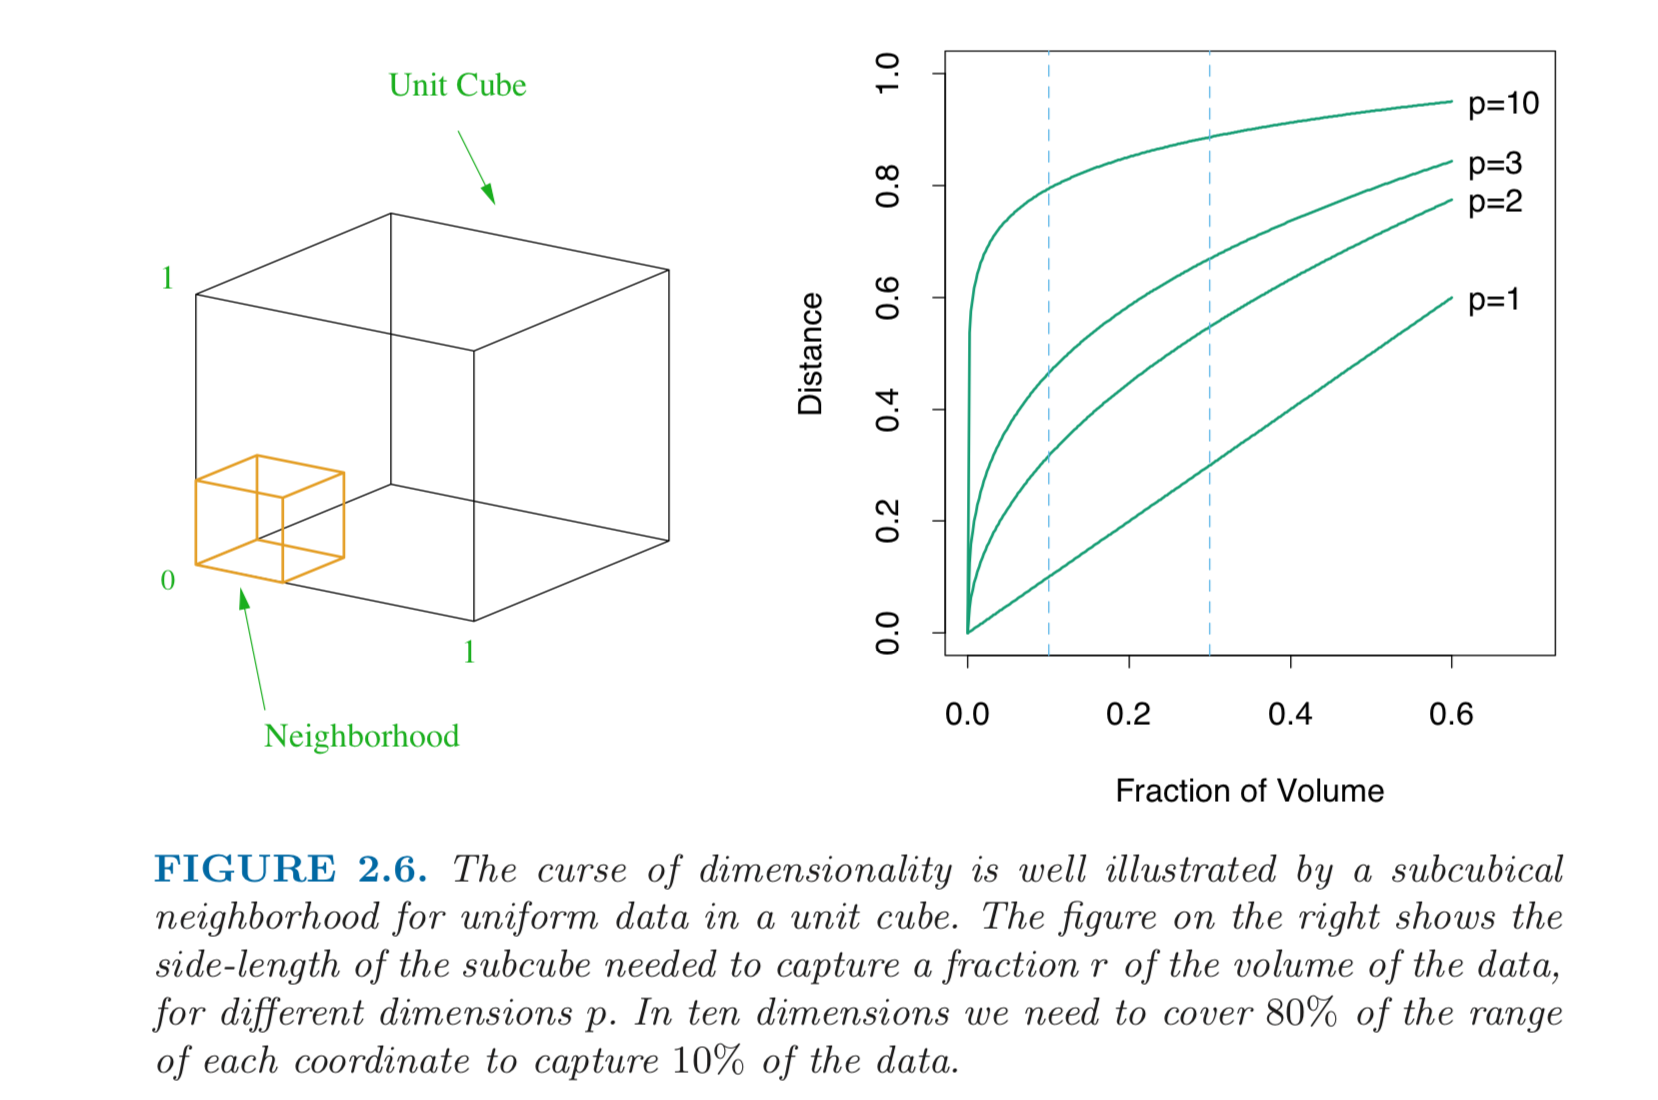 Unit Cube
1
0
1
Neighborhood
Distance
0.0
0.2
0.4
0.6
0.8
1.0
p=10
p=3
p=2
p=1
0.0 0.2 0.4 0.6
Fraction of Volume
FIGURE 2.6. The curse of dimensionality is well illustrated by a subcubical
neighborhood for uniform data in a unit cube. The figure on the right shows the
side-length of the subcube needed to capture a fraction r of the volume of the data,
for different dimensions p. In ten dimensions we need to cover 80% of the range
of each coordinate to capture 10% of the data.